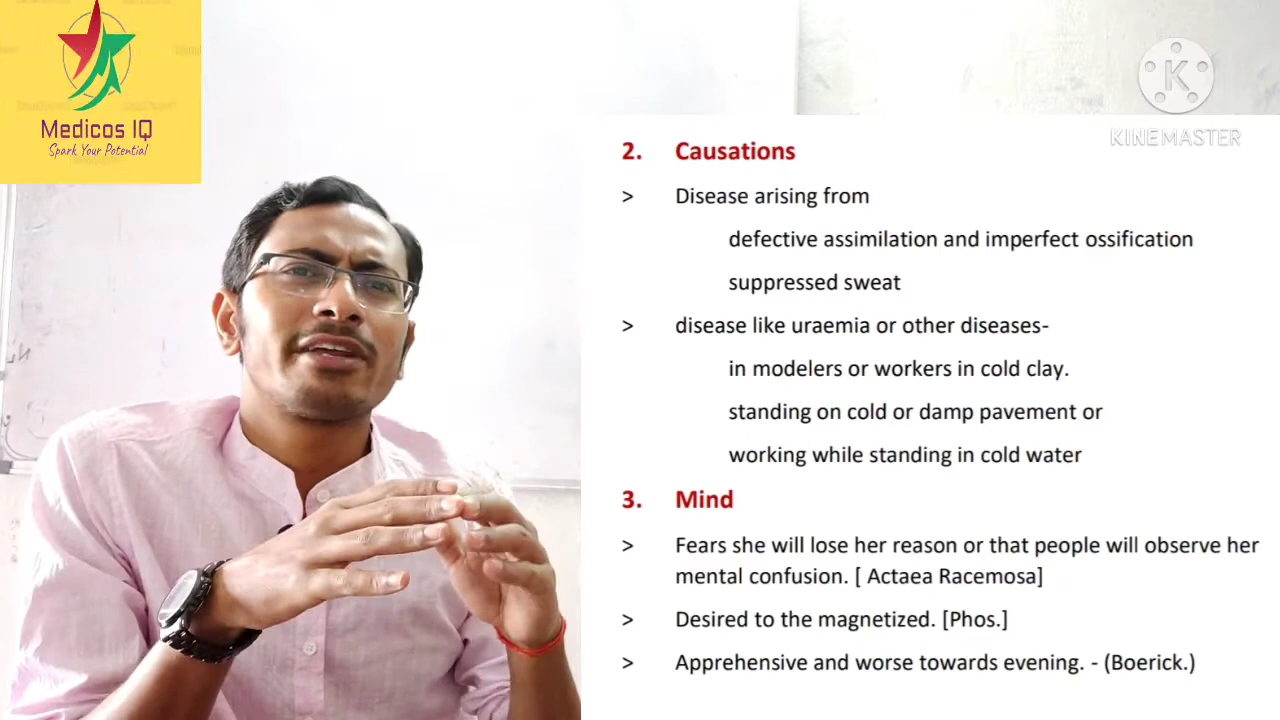 Medicos IQ
Spark Your Potential
KINEMASTER
2. Causations
> Disease arising from
defective assimilation and imperfect ossification
suppressed sweat
> disease like uraemia or other diseases-
in modelers or workers in cold clay.
standing on cold or damp pavement or
working while standing in cold water
3. Mind
> Fears she will lose her reason or that people will observe her
mental confusion. [ Actaea Racemosa]
> Desired to the magnetized. [Phos.]
> Apprehensive and worse towards evening. - (Boerick.)